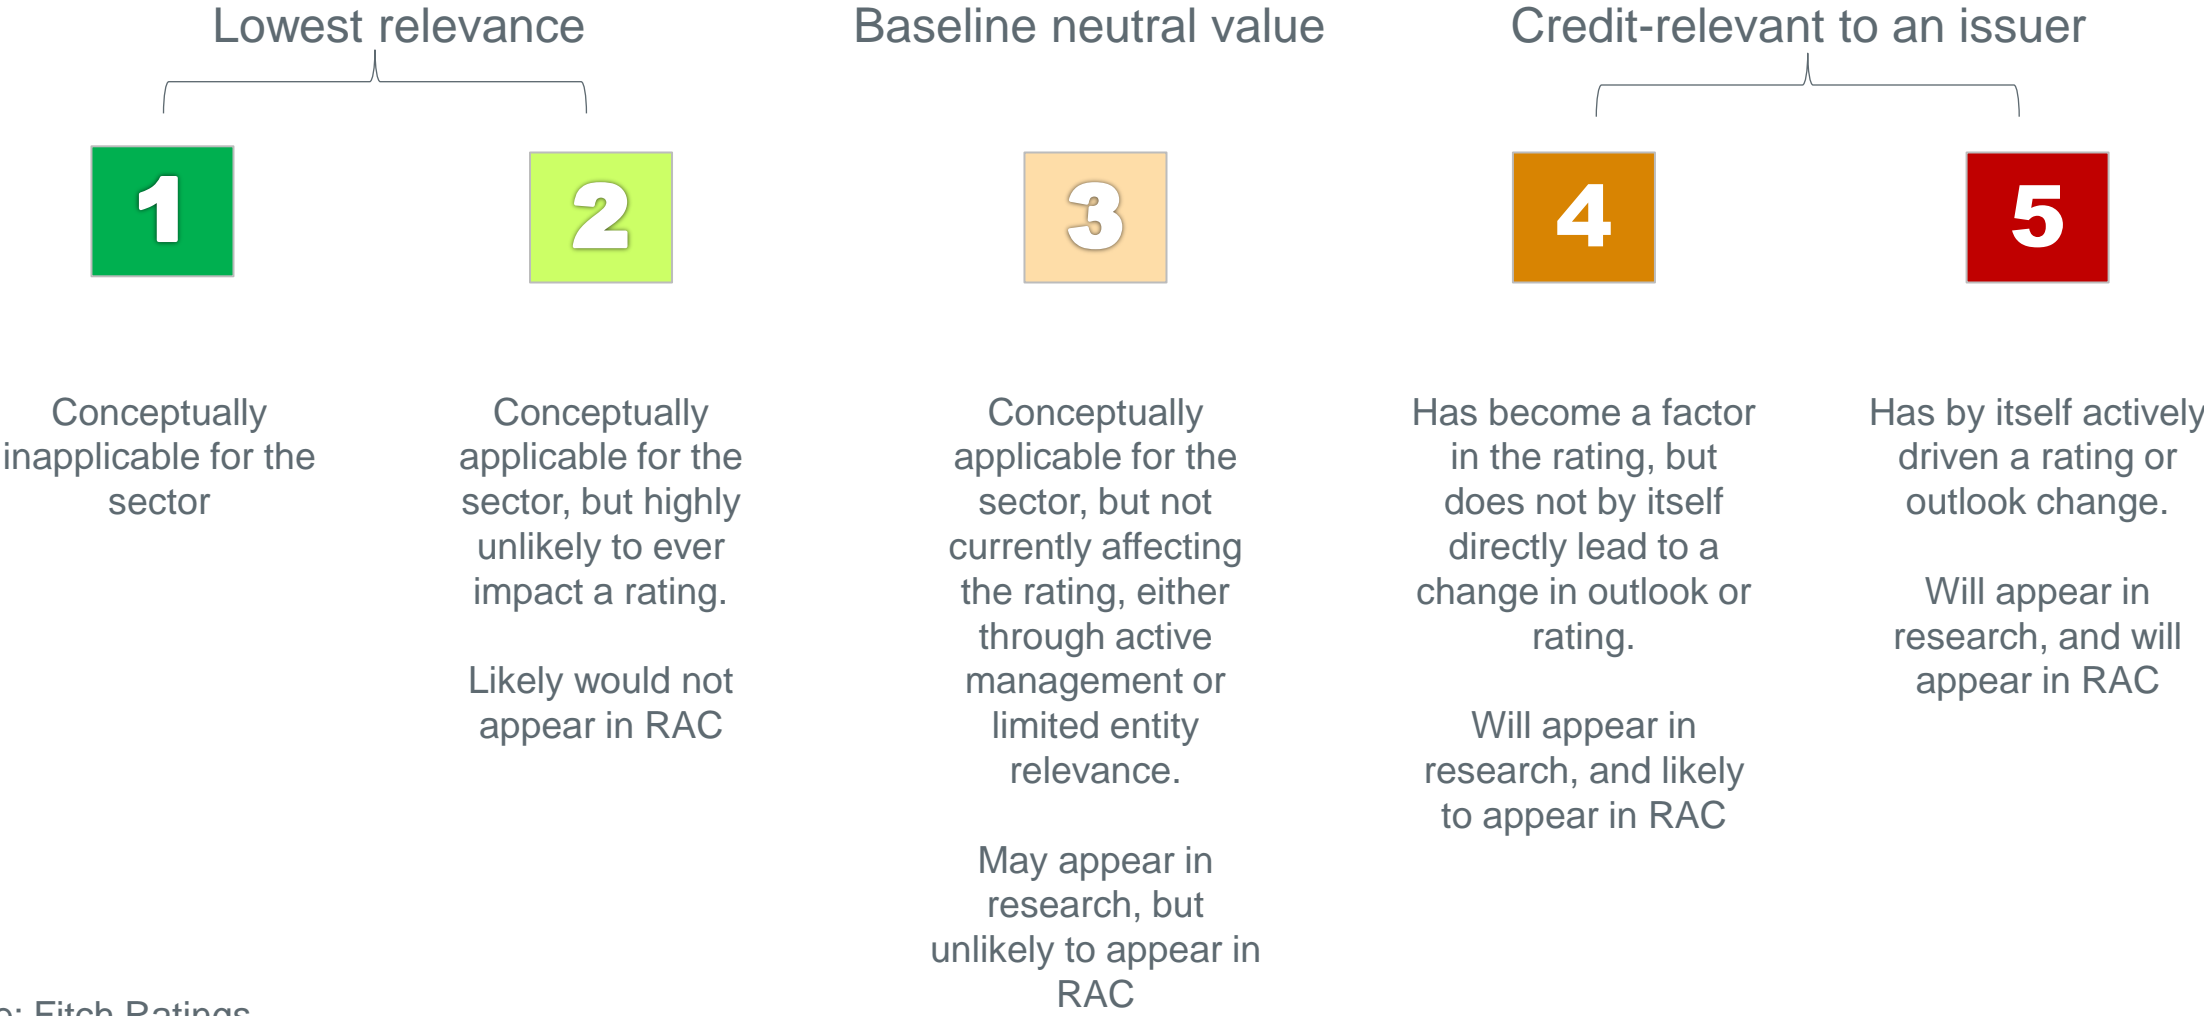 Lowest relevance
Baseline neutral value
Credit-relevant to an issuer
1
2
3
4
5
Conceptually
inapplicable for the
sector
Conceptually
applicable for the
sector, but highly
unlikely to ever
impact a rating.
Likely would not
appear in RAC
Conceptually
applicable for the
sector, but not
currently affecting
the rating, either
through active
management or
limited entity
relevance.
May appear in
research, but
unlikely to appear in
RAC
Has become a factor
in the rating, but
does not by itself
directly lead to a
change in outlook or
rating.
Will appear in
research, and likely
to appear in RAC
Has by itself actively
driven a rating or
outlook change.
Will appear in
research, and will
appear in RAC
Fitch Ratings